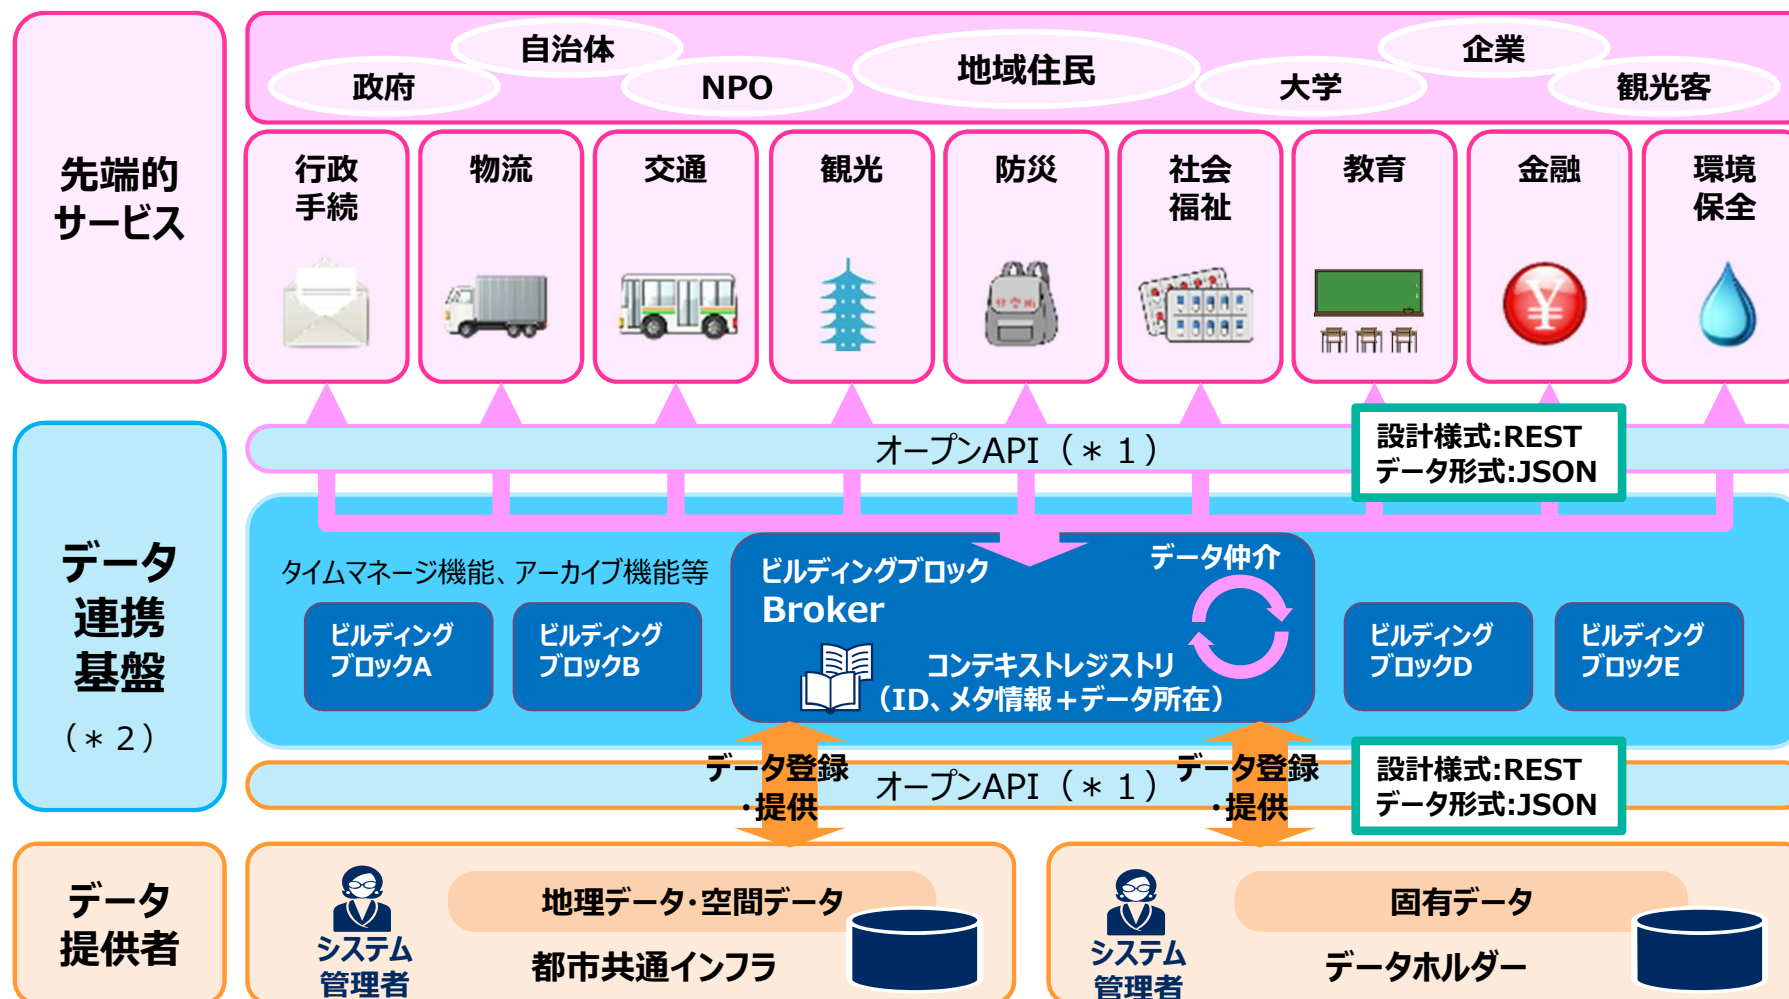 自治体
企業
政府
NPO
地域住民
大学
観光客
先端的
サービス
行政
手続
物流
交通
観光
防災
社会
福祉
教育
金融
環境
保全
オープンAPI(*1)
設計様式:REST
データ形式:JSON
データ
連携
基盤
(*2)
タイムマネージ機能、アーカイブ機能等
ビルディング
ブロックA
ビルディング
ブロックB
ビルディングブロック
Broker
データ仲介
コンテキストレジストリ
(ID、メタ情報+データ所在)
ビルディング
ブロックD
ビルディング
ブロックE
データ登録
・提供
オープンAPI(*1)
データ登録
・提供
設計様式:REST
データ形式:JSON
データ
提供者
システム
管理者
地理データ・空間データ
都市共通インフラ
システム
管理者
固有データ
データホルダー